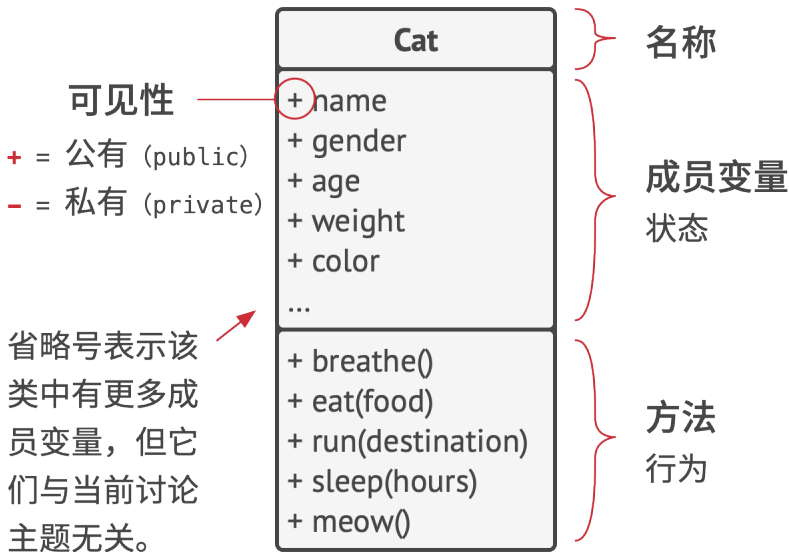 Cat
+ name
+ gender
+ age
+ weight
+ color
...
+ breathe()
+ eat(food)
+ run(destination)
+ sleep(hours)
+ meow()
可见性
+ = 公有（public）
– = 私有（private）
省略号表示该
类中有更多成
员变量，但它
们与当前讨论
主题无关。
名称
成员变量
状态
方法
行为